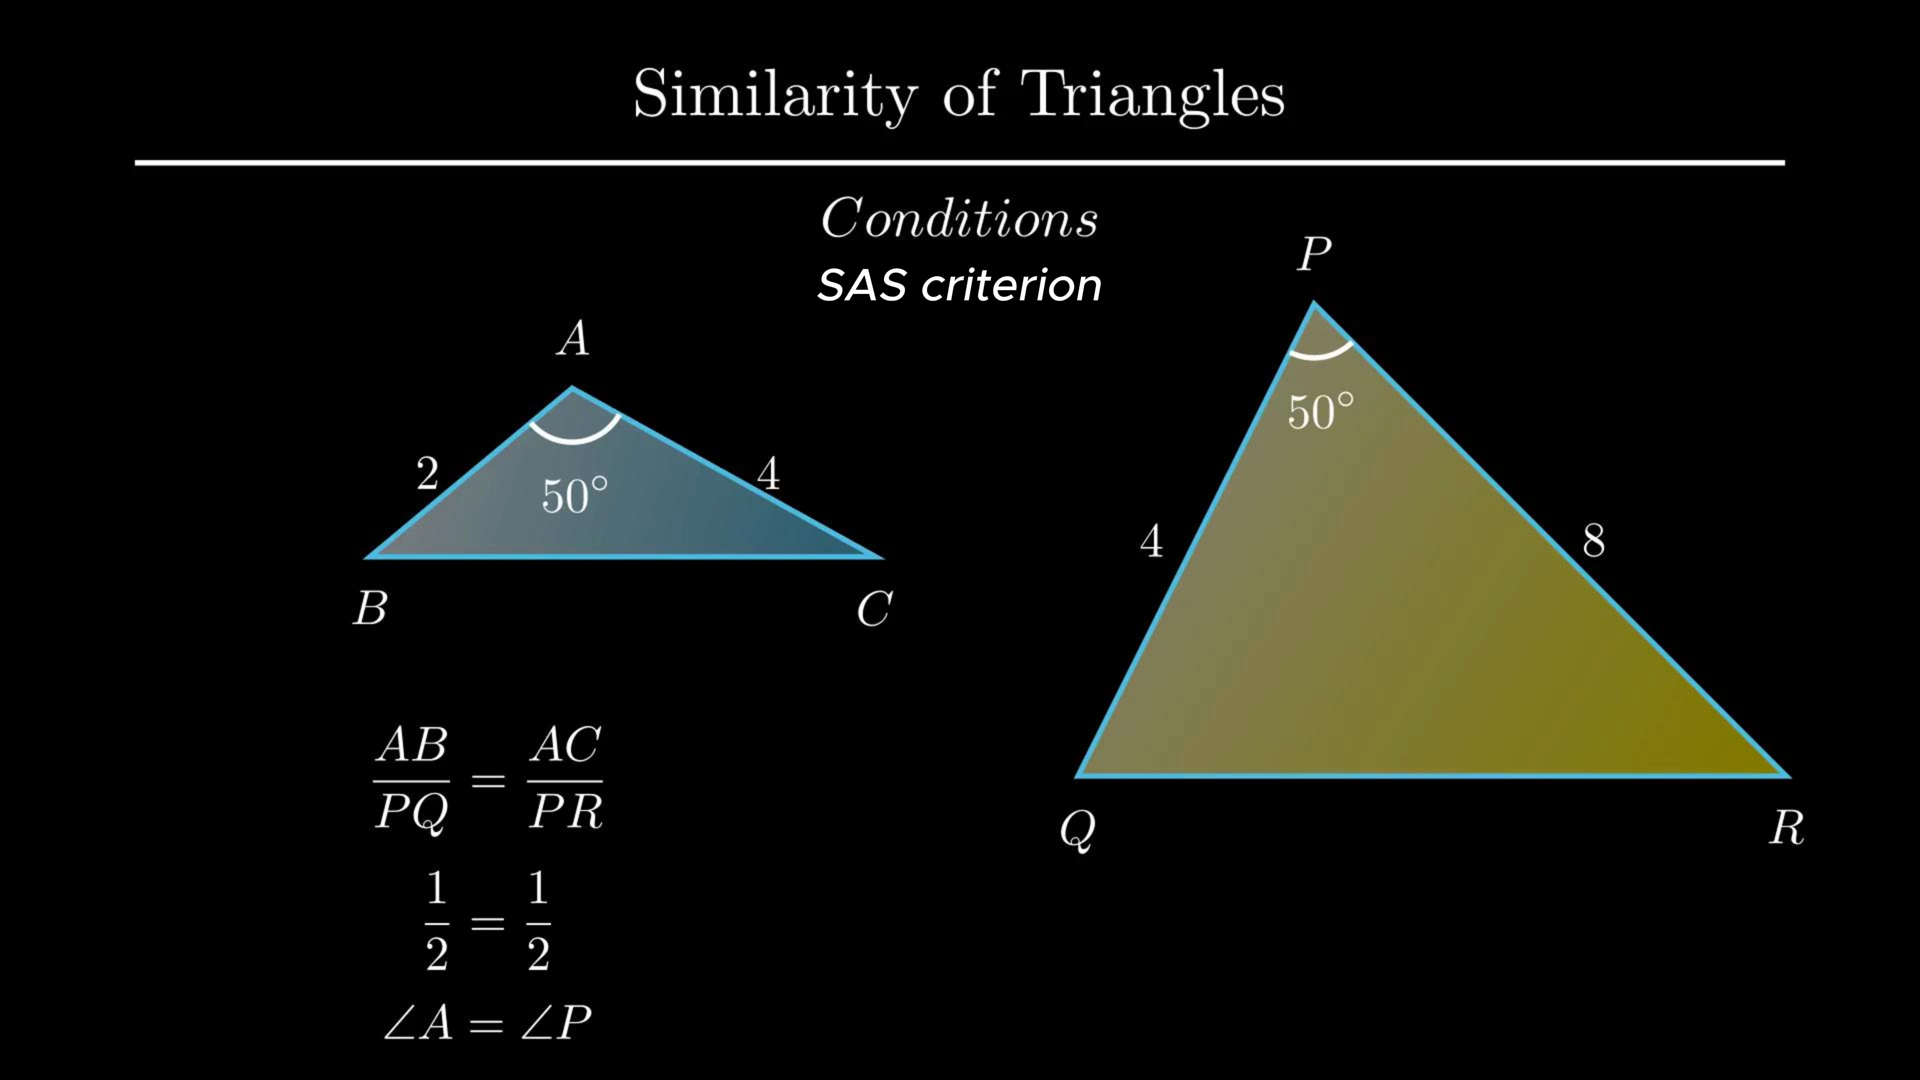 Similarity of Triangles
Conditions
SAS criterion
P
A
50°
2
4
50°
4
8
B
C
AB/PQ = AC/PR
Q
R
1/2 = 1/2
∠A = ∠P